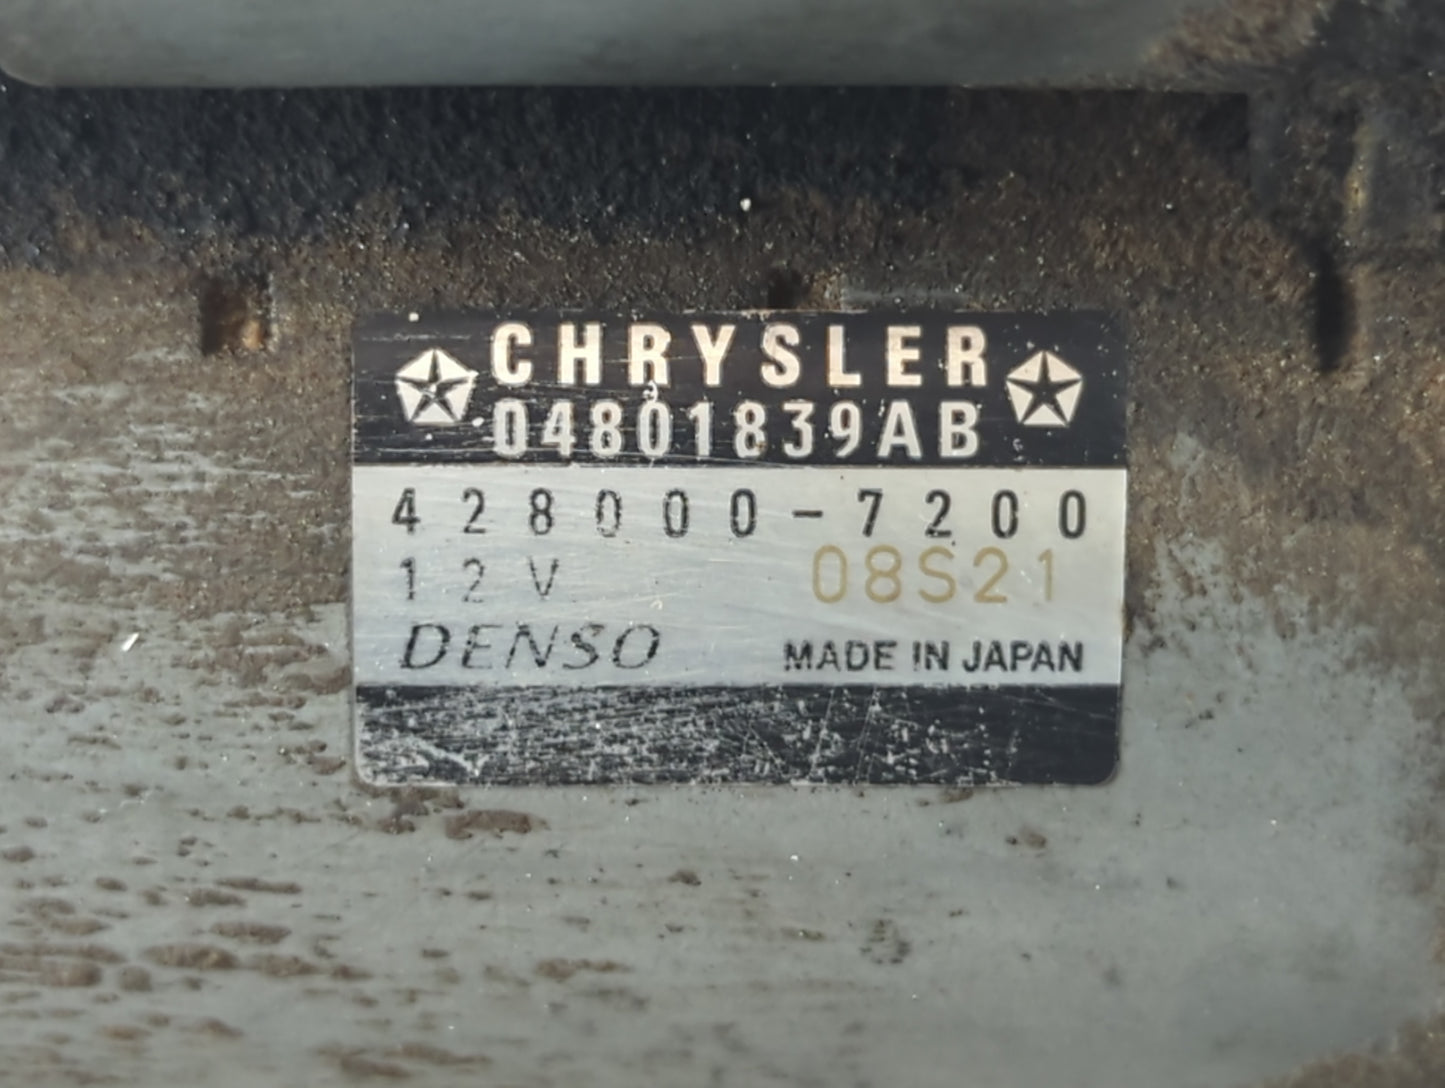 CHRYSLER
04801839AB
428000-7200
12V 08S21
DENSO MADE IN JAPAN